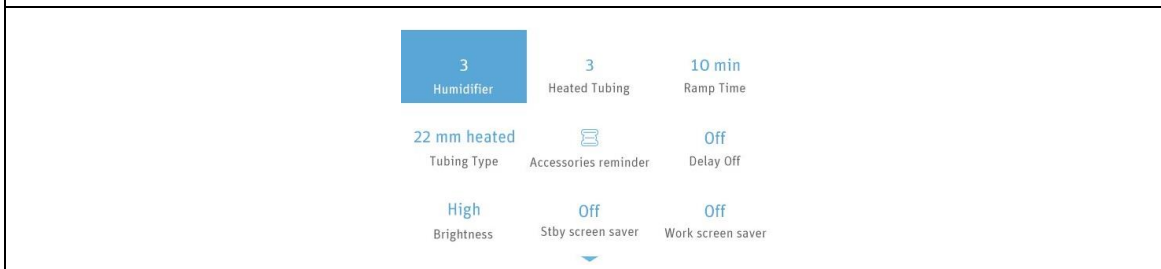 3 3 10 min
Humidifier Heated Tubing Ramp Time
22 mm heated Off
Tubing Type Accessories reminder Delay Off
High Off Off
Brightness Stby screen saver Work screen saver